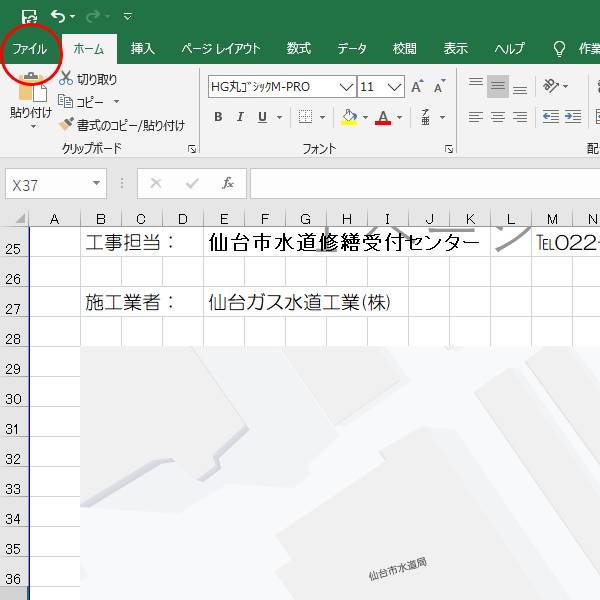 ファイル ホーム 挿入 ページ レイアウト 数式 データ 校閲 表示 ヘルプ 作業
貼り付け 切り取り
コピー
書式のコピー/貼り付け
クリップボード
HG丸ｺﾞｼｯｸM-PRO 11 A A
B I U A 亜
フォント 配
X37 fx
A B C D E F G H I J K L M N
25 工事担当： 仙台市水道修繕受付センター ℡022-
26
27 施工業者： 仙台ガス水道工業(株)
28
29
30
31
32
33
34
35
36
仙台市水道局